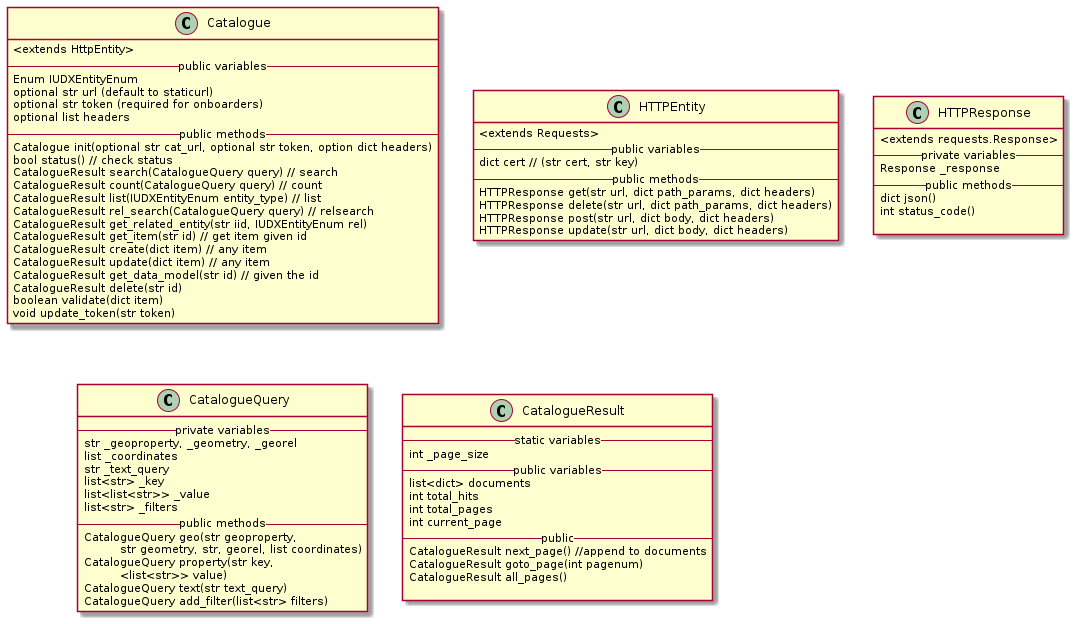 C Catalogue
<extends HttpEntity>
public variables
Enum IUDXEntityEnum
optional str url (default to staticurl)
optional str token (required for onboarders)
optional list headers
public methods
Catalogue init(optional str cat_url, optional str token, option dict headers)
bool status() // check status
CatalogueResult search(CatalogueQuery query) // search
CatalogueResult count(CatalogueQuery query) // count
CatalogueResult list(IUDXEntityEnum entity_type) // list
CatalogueResult rel_search(CatalogueQuery query) // relsearch
CatalogueResult get_related_entity(str iid, IUDXEntityEnum rel)
CatalogueResult get_item(str id) // get item given id
CatalogueResult create(dict item) // any item
CatalogueResult update(dict item) // any item
CatalogueResult get_data_model(str id) // given the id
CatalogueResult delete(str id)
boolean validate(dict item)
void update_token(str token)
C HTTPEntity
<extends Requests>
public variables
dict cert // (str cert, str key)
public methods
HTTPResponse get(str url, dict path_params, dict headers)
HTTPResponse delete(str url, dict path_params, dict headers)
HTTPResponse post(str url, dict body, dict headers)
HTTPResponse update(str url, dict body, dict headers)
C HTTPResponse
<extends requests.Response>
private variables
Response _response
public methods
dict json()
int status_code()
C CatalogueQuery
private variables
str _geoproperty, _geometry, _georel
list _coordinates
str _text_query
list<str> _key
list<list<str>> _value
list<str> _filters
public methods
CatalogueQuery geo(str geoproperty,
str geometry, str, georel, list coordinates)
CatalogueQuery property(str key,
<list<str>> value)
CatalogueQuery text(str text_query)
CatalogueQuery add_filter(list<str> filters)
C CatalogueResult
static variables
int _page_size
public variables
list<dict> documents
int total_hits
int total_pages
int current_page
public
CatalogueResult next_page() //append to documents
CatalogueResult goto_page(int pagenum)
CatalogueResult all_pages()